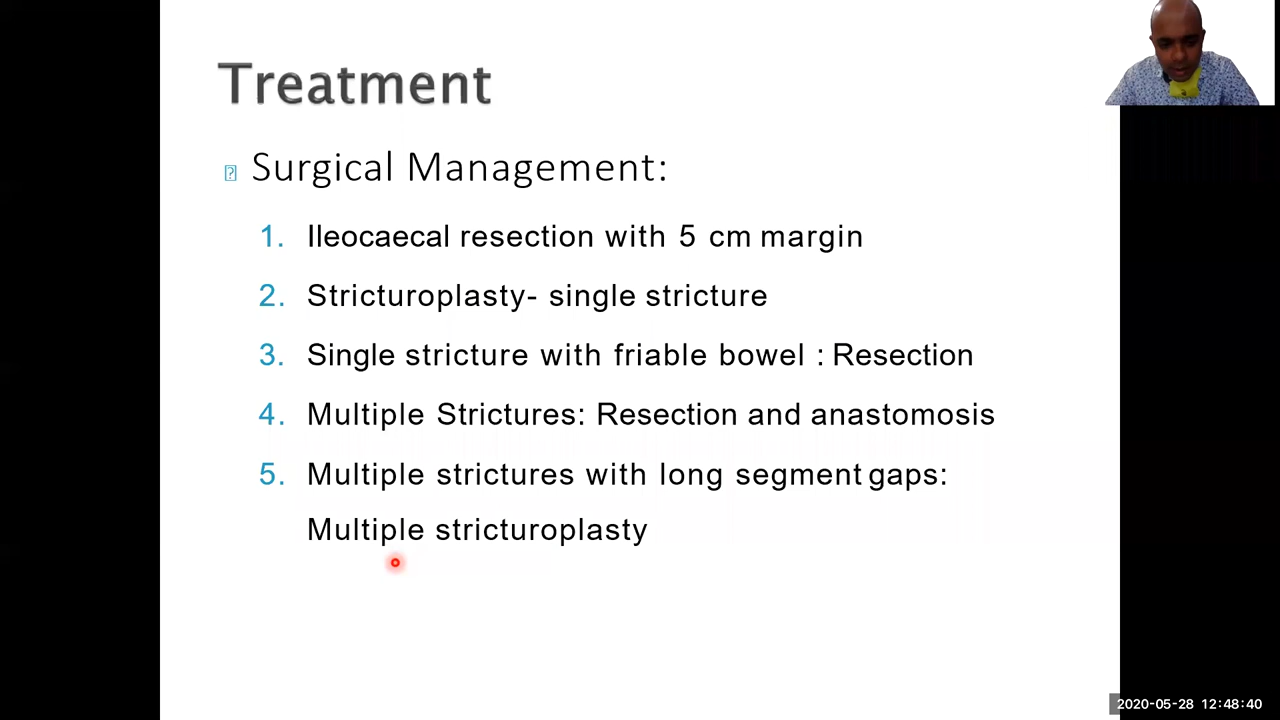 Treatment
Surgical Management:
1. Ileocaecal resection with 5 cm margin
2. Stricturoplasty- single stricture
3. Single stricture with friable bowel : Resection
4. Multiple Strictures: Resection and anastomosis
5. Multiple strictures with long segment gaps:
Multiple stricturoplasty
2020-05-28 12:48:40